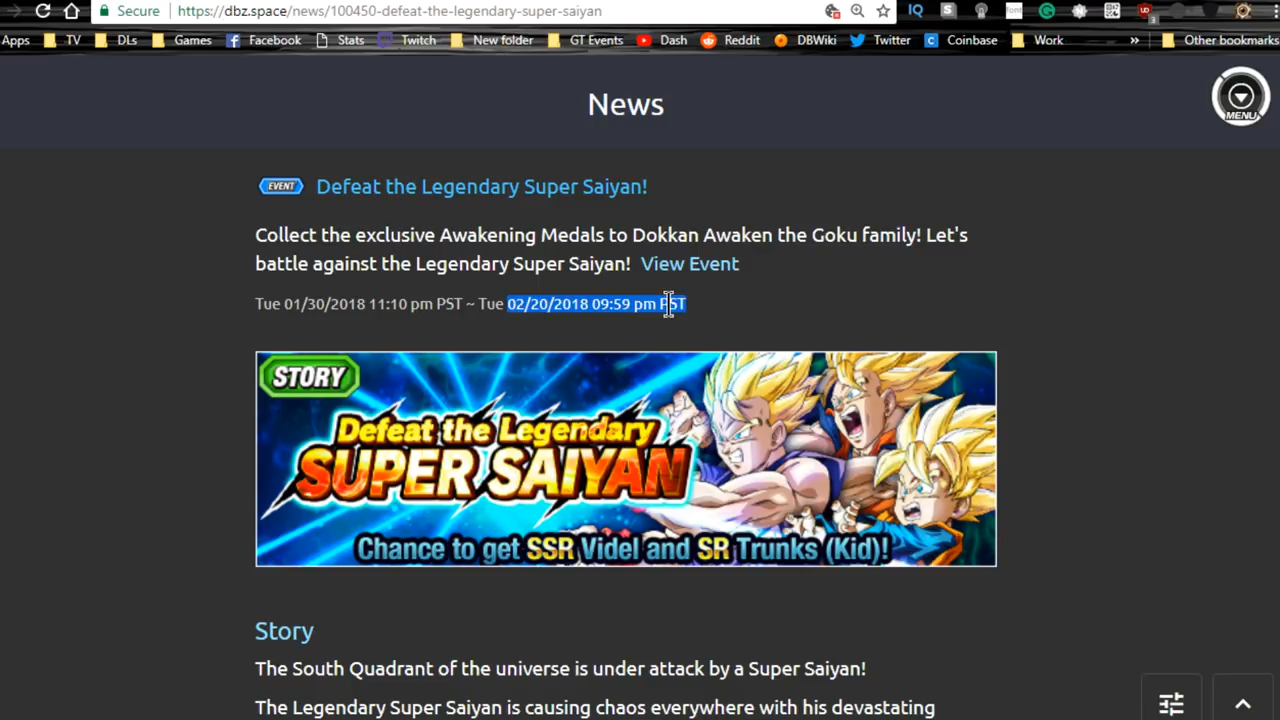 Secure https://dbz.space/news/100450-defeat-the-legendary-super-saiyan
Apps TV DLs Games Facebook Stats Twitch New folder GT Events Dash Reddit DBWiki Twitter Coinbase Work » Other bookmarks
News
MENU
EVENT Defeat the Legendary Super Saiyan!
Collect the exclusive Awakening Medals to Dokkan Awaken the Goku family! Let's
battle against the Legendary Super Saiyan! View Event
Tue 01/30/2018 11:10 pm PST ~ Tue 02/20/2018 09:59 pm PST
STORY
Defeat the Legendary
SUPER SAIYAN
Chance to get SSR Videl and SR Trunks (Kid)!
Story
The South Quadrant of the universe is under attack by a Super Saiyan!
The Legendary Super Saiyan is causing chaos everywhere with his devastating